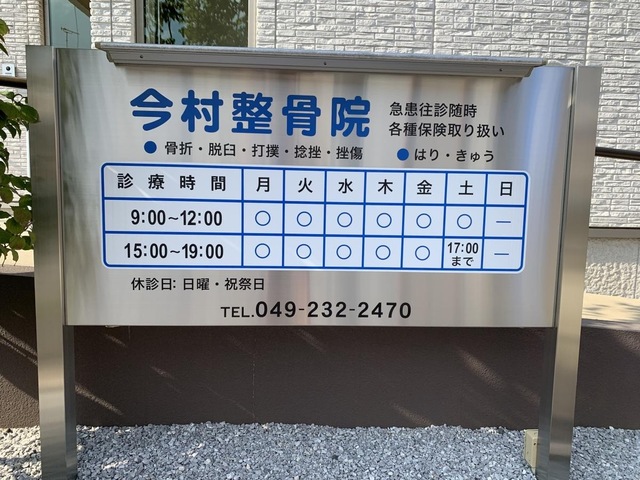 今村整骨院
急患往診随時
各種保険取り扱い
●骨折・脱臼・打撲・捻挫・挫傷 ●はり・きゅう
診療時間 月 火 水 木 金 土 日
9:00~12:00 ○ ○ ○ ○ ○ ○ —
15:00~19:00 ○ ○ ○ ○ ○ 17:00まで —
休診日: 日曜・祝祭日
TEL.049-232-2470